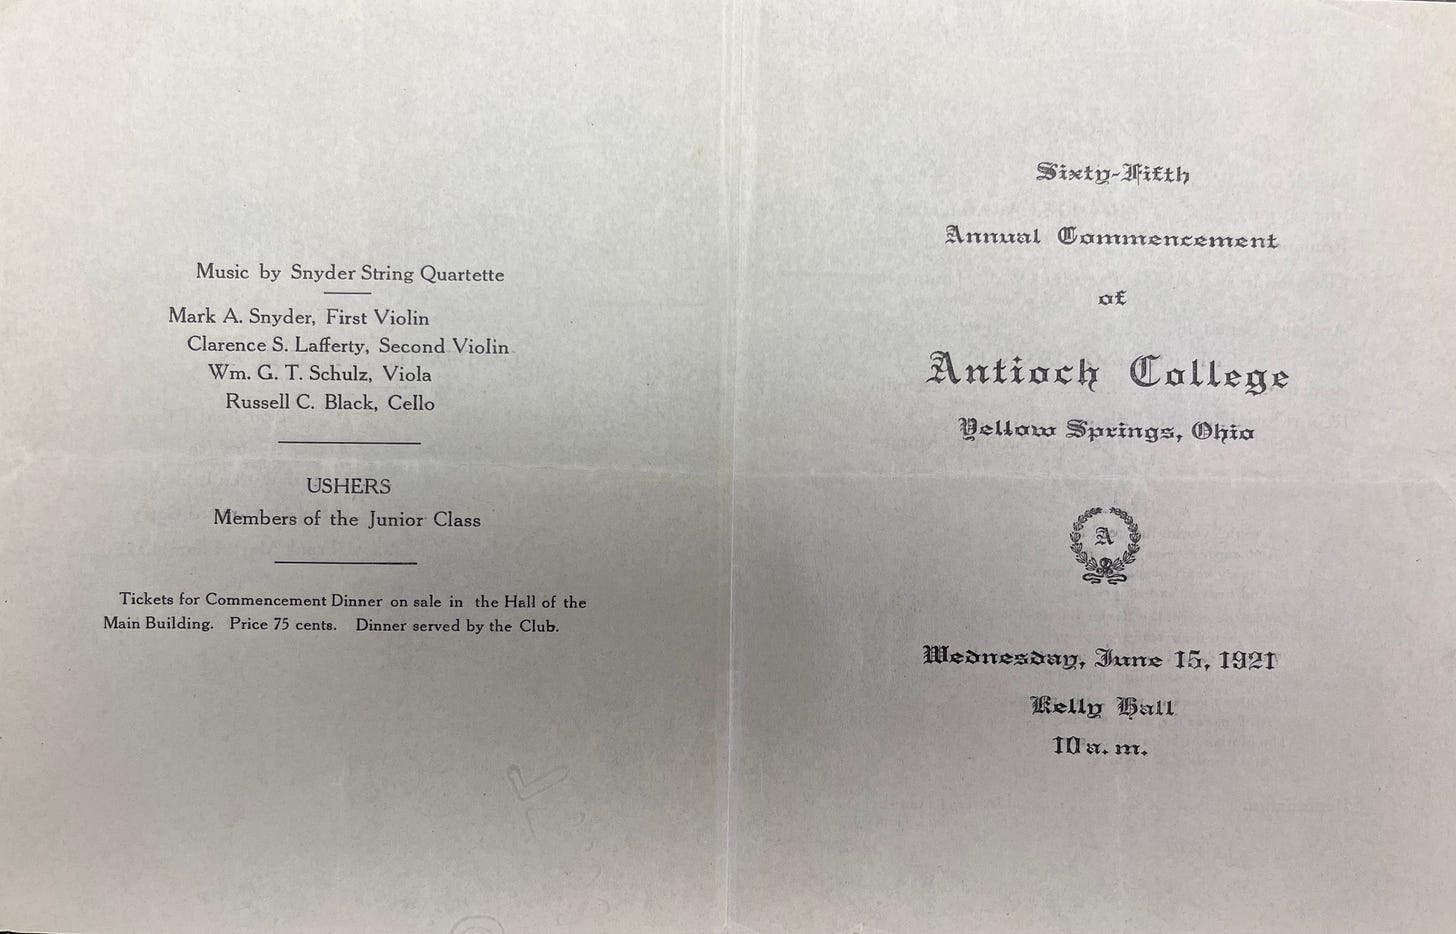 Music by Snyder String Quartette
Mark A. Snyder, First Violin
Clarence S. Lafferty, Second Violin
Wm. G. T. Schulz, Viola
Russell C. Black, Cello
USHERS
Members of the Junior Class
Tickets for Commencement Dinner on sale in the Hall of the
Main Building. Price 75 cents. Dinner served by the Club.
Sixty-Fifth
Annual Commencement
of
Antioch College
Yellow Springs, Ohio
A
Wednesday, June 15, 1921
Kelly Hall
10 a. m.